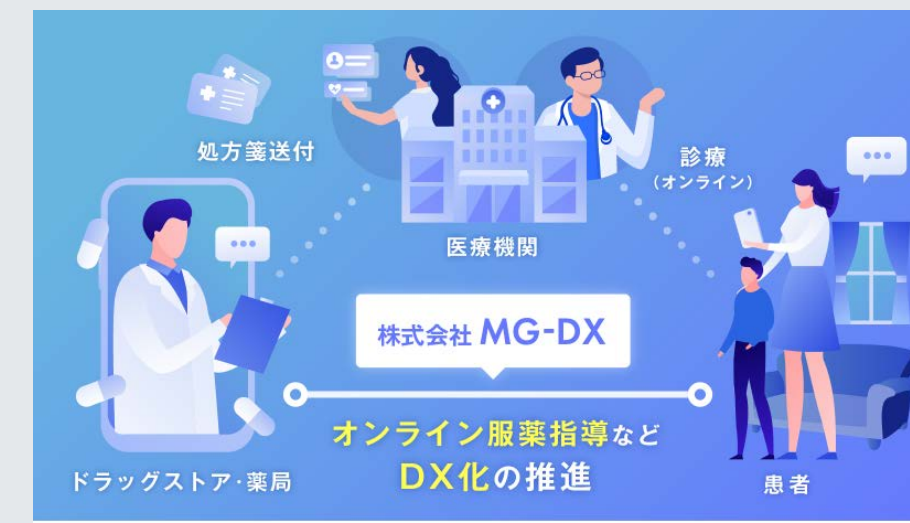 処方箋送付
診療
（オンライン）
医療機関
株式会社 MG-DX
オンライン服薬指導など
DX化の推進
ドラッグストア・薬局
患者